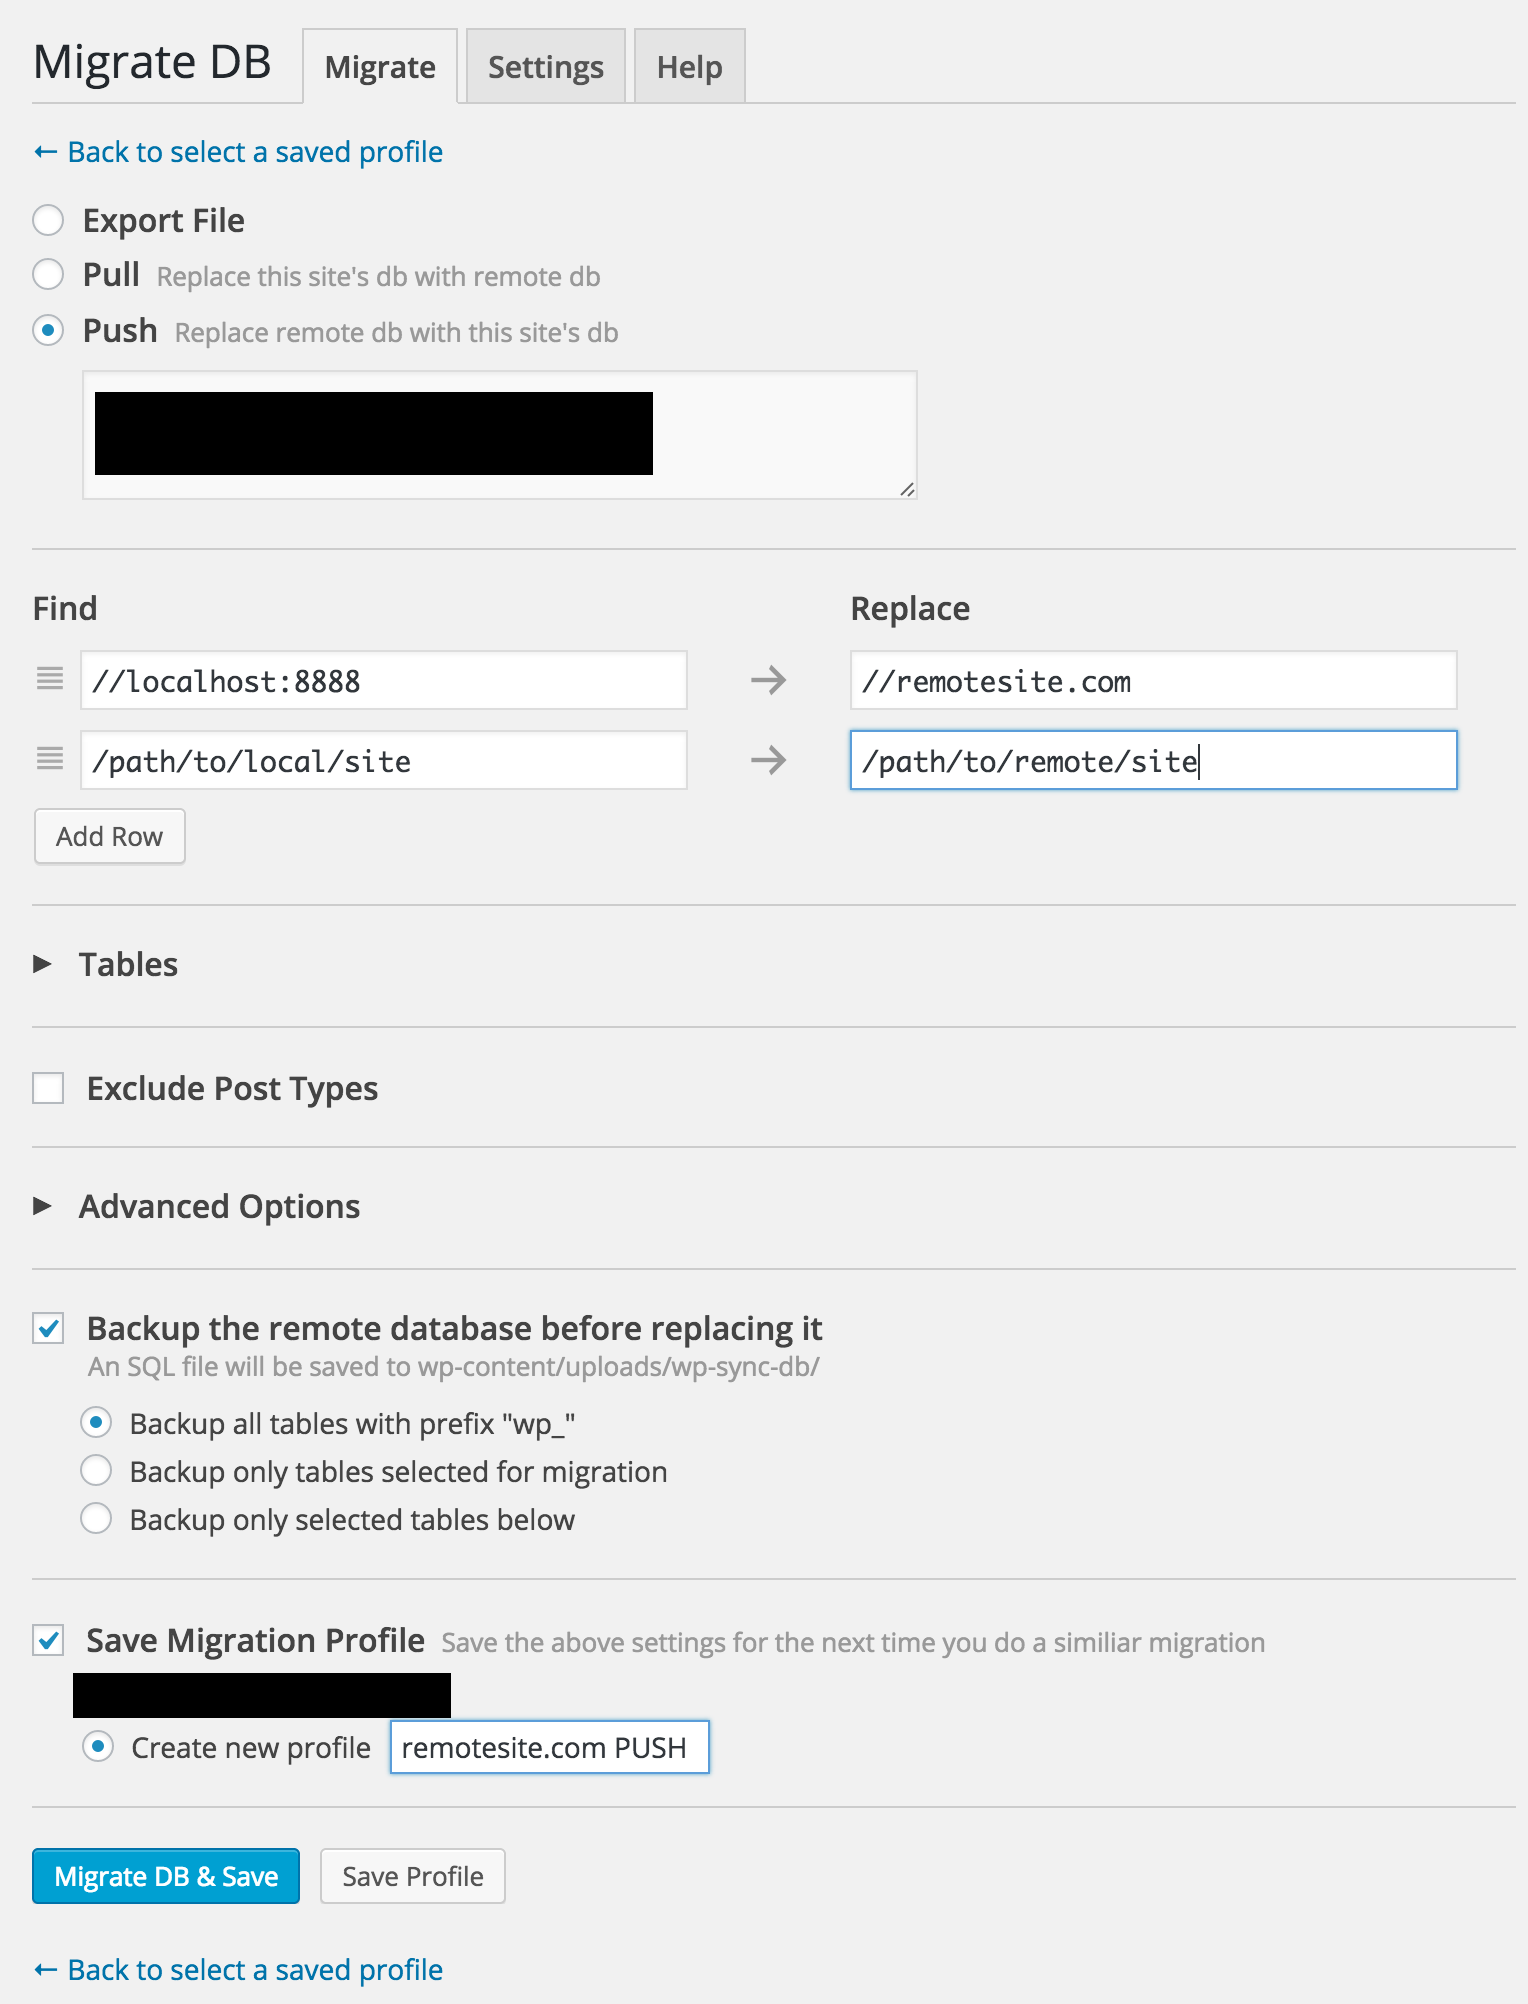 Migrate DB Migrate Settings Help
← Back to select a saved profile
Export File
Pull Replace this site's db with remote db
Push Replace remote db with this site's db
Find Replace
//localhost:8888 → //remotesite.com
/path/to/local/site → /path/to/remote/site
Add Row
Tables
Exclude Post Types
Advanced Options
Backup the remote database before replacing it
An SQL file will be saved to wp-content/uploads/wp-sync-db/
Backup all tables with prefix "wp_"
Backup only tables selected for migration
Backup only selected tables below
Save Migration Profile Save the above settings for the next time you do a similiar migration
Create new profile remotesite.com PUSH
Migrate DB & Save Save Profile
← Back to select a saved profile